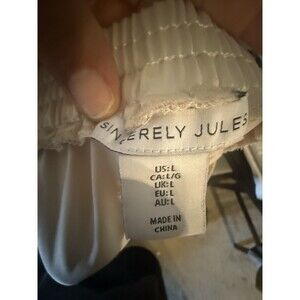 SINCERELY JULES
US: L
CA: L/G
UK: L
EU: L
AU: L
MADE IN
CHINA